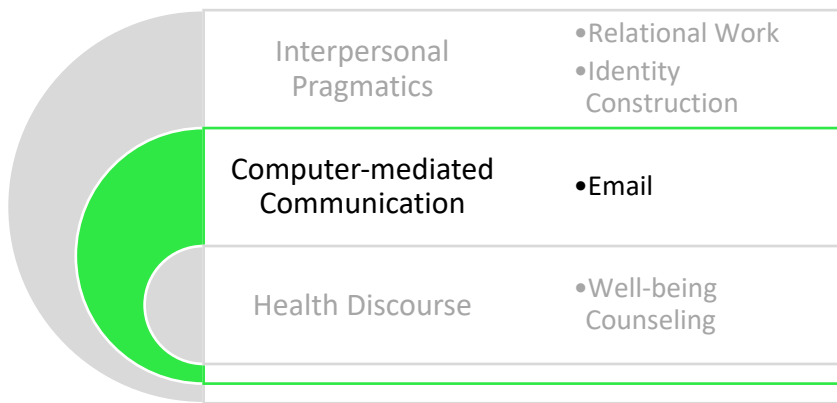 Interpersonal
Pragmatics
•Relational Work
•Identity
Construction
Computer-mediated
Communication
•Email
Health Discourse
•Well-being
Counseling